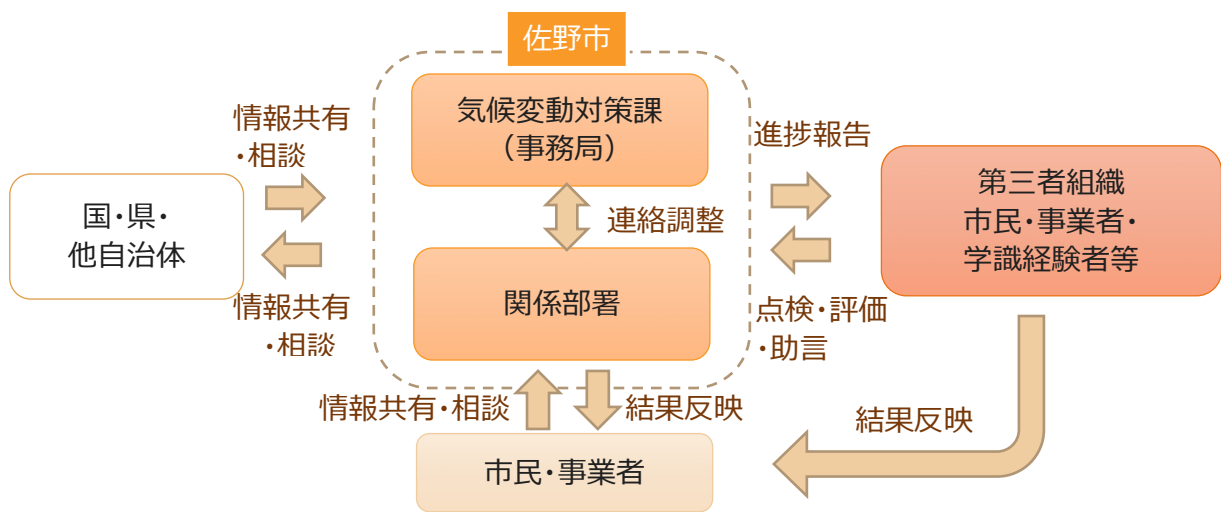 佐野市
気候変動対策課
（事務局）
情報共有
・相談
進捗報告
国・県・
他自治体
連絡調整
第三者組織
市民・事業者・
学識経験者等
関係部署
情報共有
・相談
点検・評価
・助言
情報共有・相談
結果反映
結果反映
市民・事業者